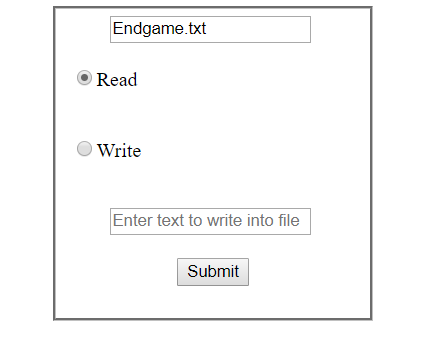 Endgame.txt
Read
Write
Enter text to write into file
Submit